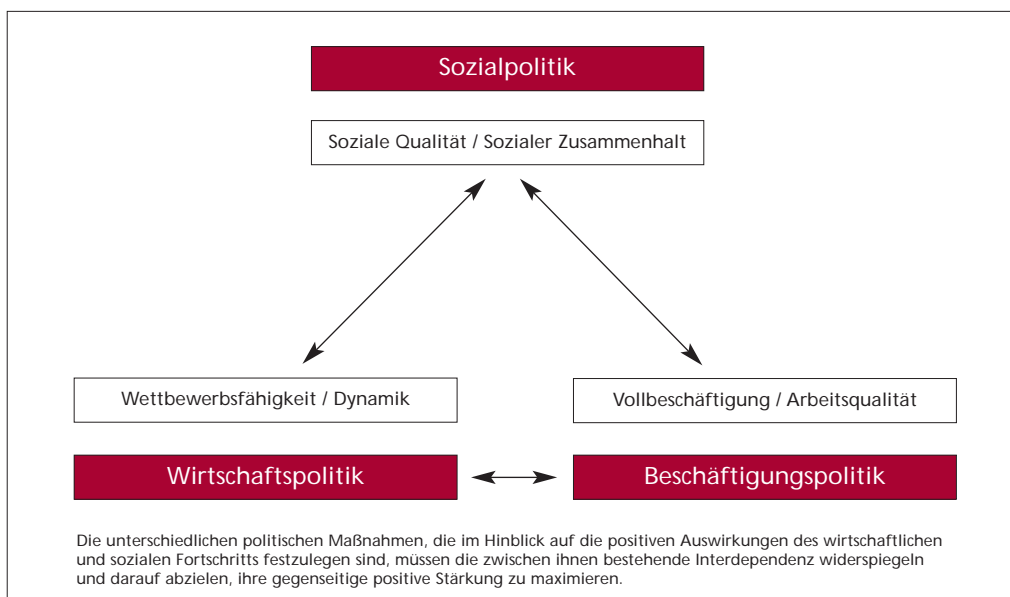 Sozialpolitik
Soziale Qualität / Sozialer Zusammenhalt
Wettbewerbsfähigkeit / Dynamik
Vollbeschäftigung / Arbeitsqualität
Wirtschaftspolitik
Beschäftigungspolitik
Die unterschiedlichen politischen Maßnahmen, die im Hinblick auf die positiven Auswirkungen des wirtschaftlichen
und sozialen Fortschritts festzulegen sind, müssen die zwischen ihnen bestehende Interdependenz widerspiegeln
und darauf abzielen, ihre gegenseitige positive Stärkung zu maximieren.